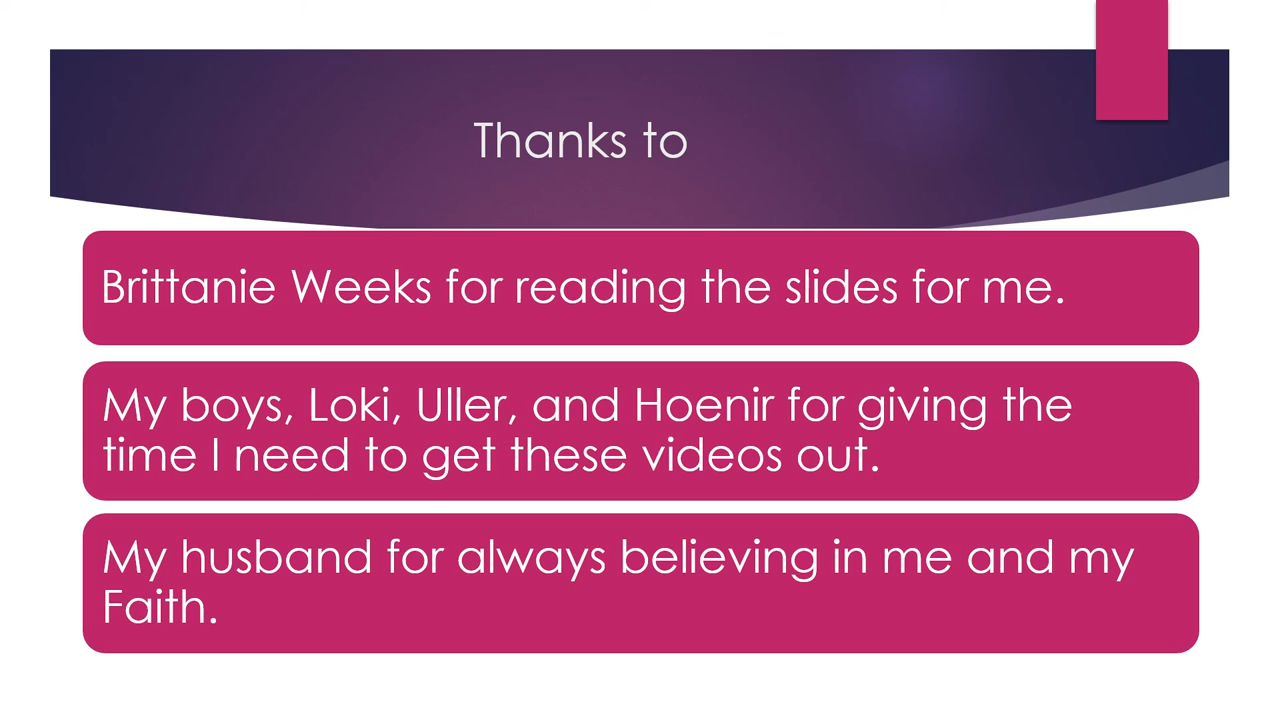 Thanks to
Brittanie Weeks for reading the slides for me.
My boys, Loki, Uller, and Hoenir for giving the
time I need to get these videos out.
My husband for always believing in me and my
Faith.